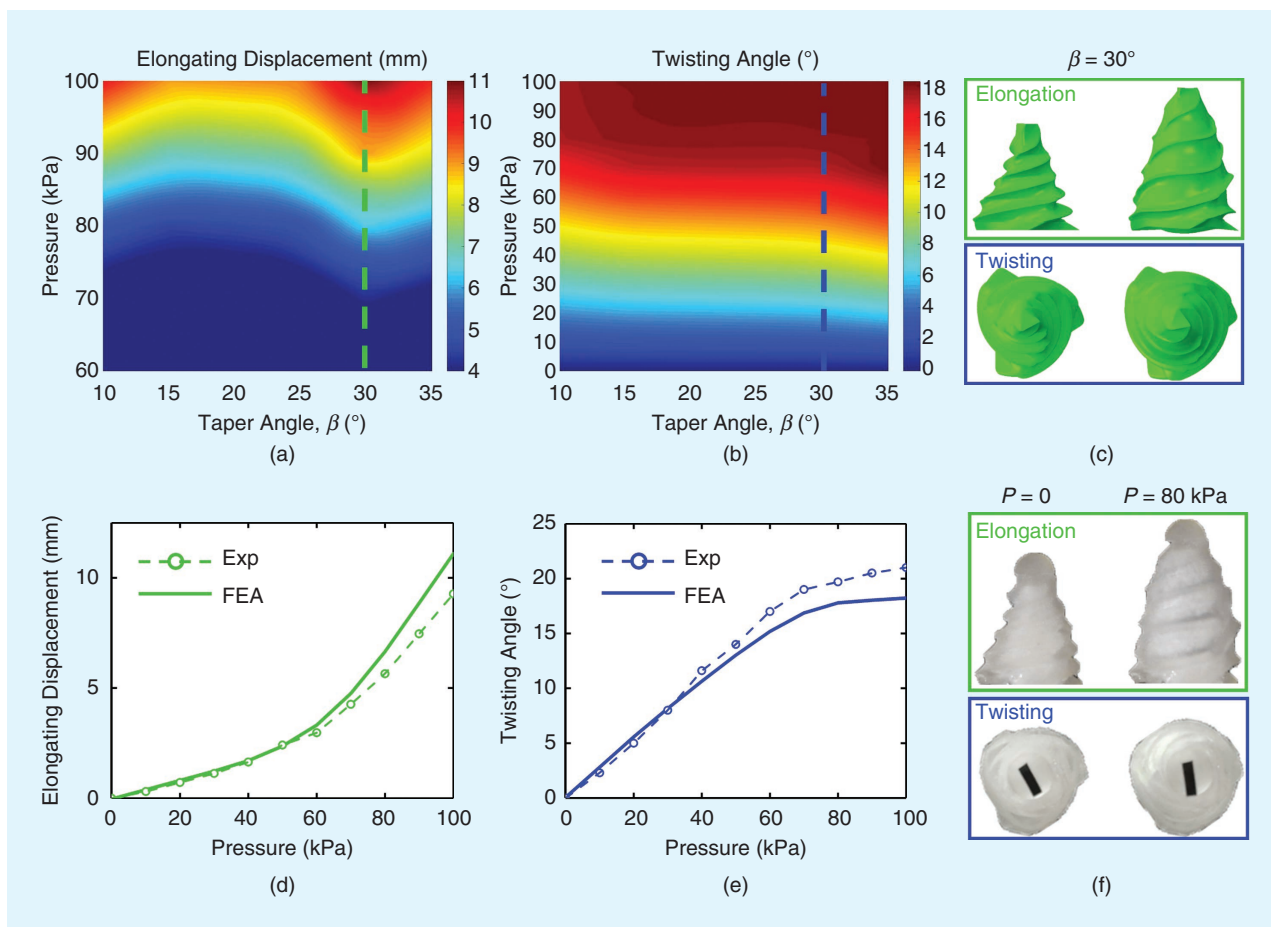 Elongating Displacement (mm)
100
90
80
70
60
Pressure (kPa)
10 15 20 25 30 35
Taper Angle, β (°)
11
10
9
8
7
6
5
4
(a)
Twisting Angle (°)
100
90
80
70
60
50
40
30
20
10
0
Pressure (kPa)
10 15 20 25 30 35
Taper Angle, β (°)
18
16
14
12
10
8
6
4
2
0
(b)
β = 30°
Elongation
Twisting
(c)
Elongating Displacement (mm)
10
5
0
Exp
FEA
0 20 40 60 80 100
Pressure (kPa)
(d)
Twisting Angle (°)
25
20
15
10
5
0
Exp
FEA
0 20 40 60 80 100
Pressure (kPa)
(e)
P = 0 P = 80 kPa
Elongation
Twisting
(f)